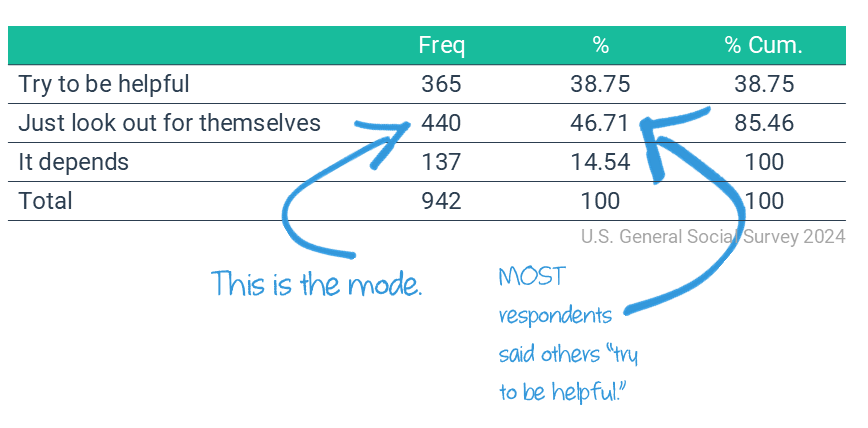 Freq % % Cum.
Try to be helpful 365 38.75 38.75
Just look out for themselves 440 46.71 85.46
It depends 137 14.54 100
Total 942 100 100
U.S. General Social Survey 2024
This is the mode.
MOST
respondents
said others “try
to be helpful.”